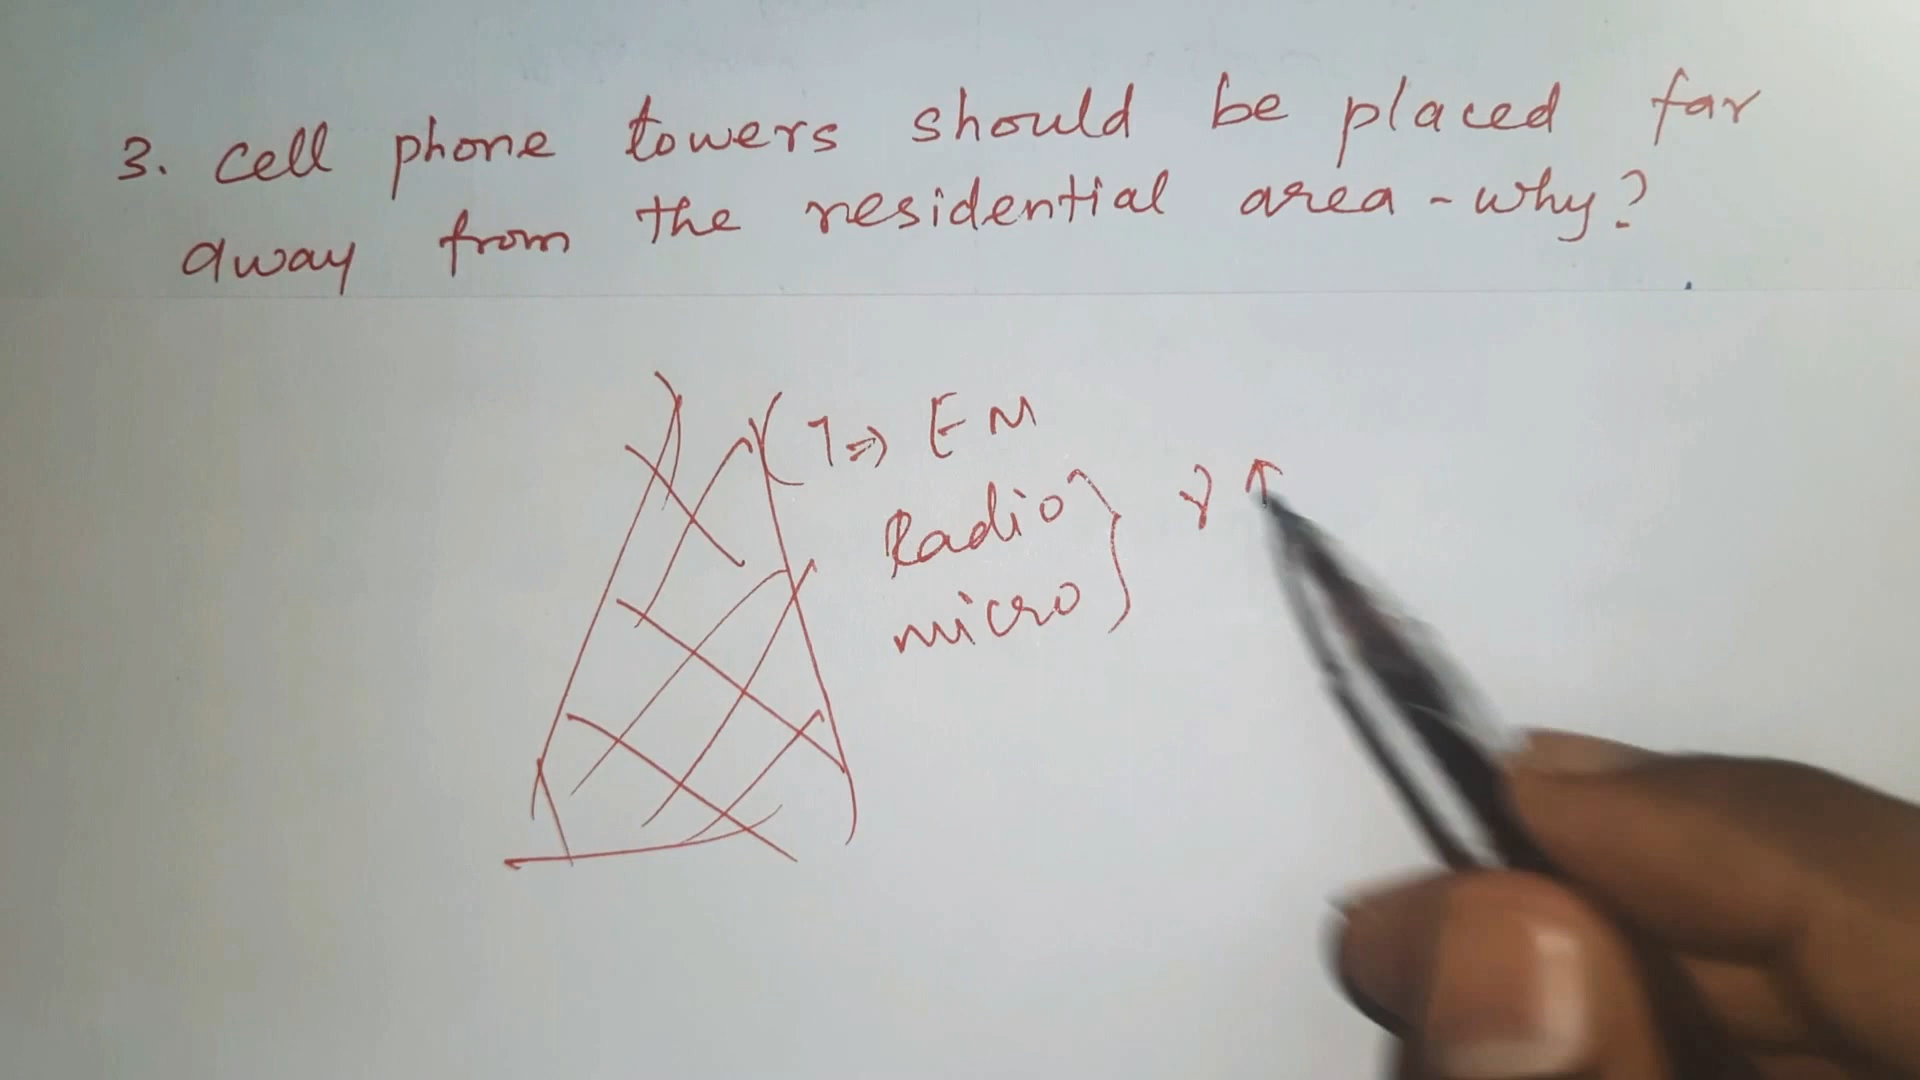 3. cell phone towers should be placed far
away from the residential area - why?
⇒ EM
Radio
micro
γ ↑